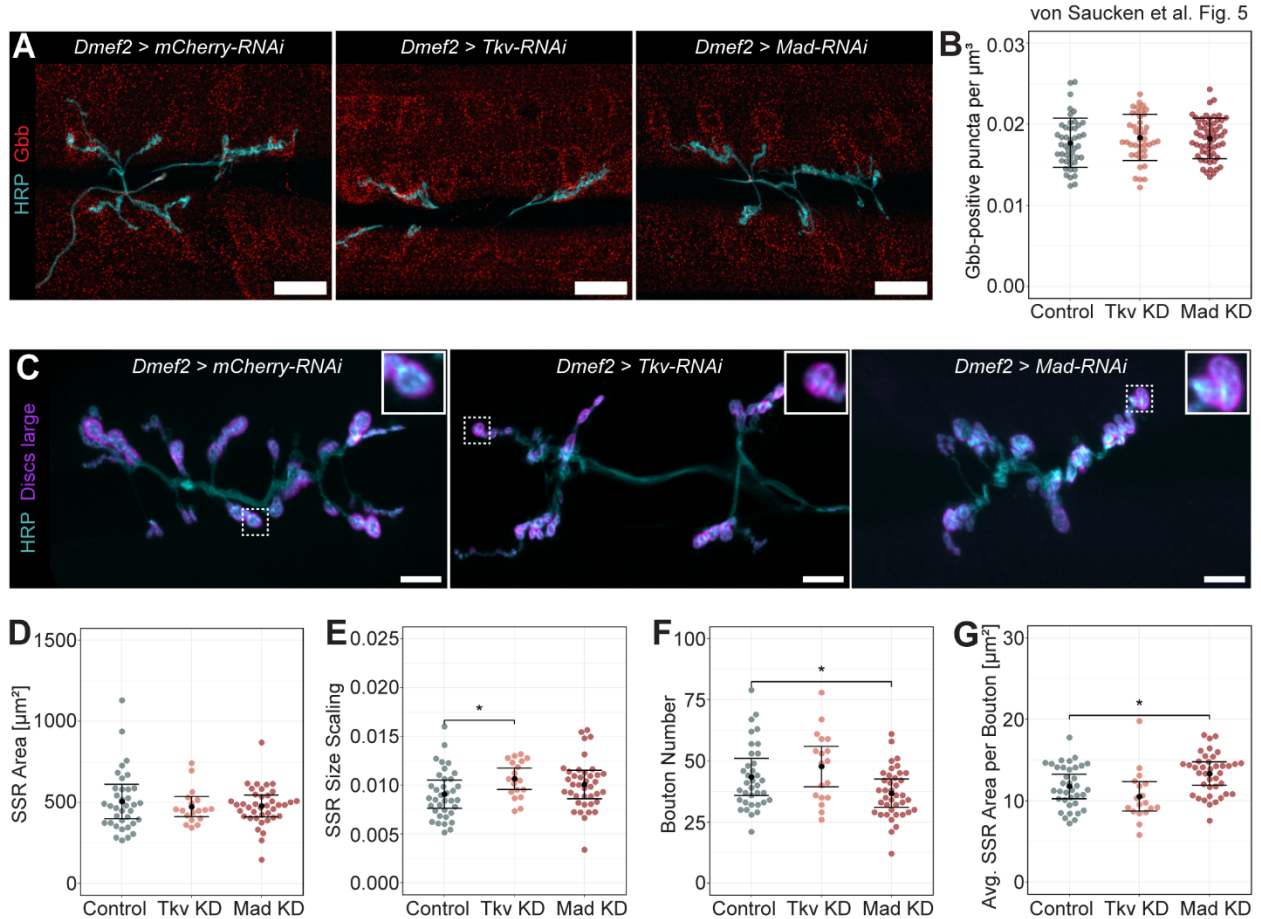 von Saucken et al. Fig. 5
A
Dmef2 > mCherry-RNAi
Dmef2 > Tkv-RNAi
Dmef2 > Mad-RNAi
HRP Gbb
B
Gbb-positive puncta per µm³
0.03
0.02
0.01
0.00
Control Tkv KD Mad KD
C
Dmef2 > mCherry-RNAi
Dmef2 > Tkv-RNAi
Dmef2 > Mad-RNAi
HRP Discs large
D
SSR Area [µm²]
1500
1000
500
0
Control Tkv KD Mad KD
E
SSR Size Scaling
0.025
0.020
0.015
0.010
0.005
0.000
*
Control Tkv KD Mad KD
F
Bouton Number
100
75
50
25
0
*
Control Tkv KD Mad KD
G
Avg. SSR Area per Bouton [µm²]
30
20
10
0
*
Control Tkv KD Mad KD